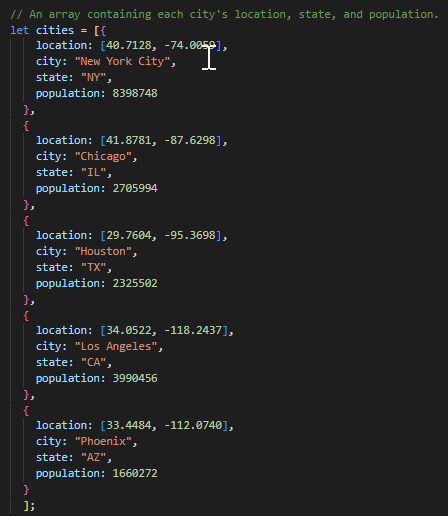 // An array containing each city's location, state, and population.
let cities = [{
location: [40.7128, -74.0059],
city: "New York City",
state: "NY",
population: 8398748
},
{
location: [41.8781, -87.6298],
city: "Chicago",
state: "IL",
population: 2705994
},
{
location: [29.7604, -95.3698],
city: "Houston",
state: "TX",
population: 2325502
},
{
location: [34.0522, -118.2437],
city: "Los Angeles",
state: "CA",
population: 3990456
},
{
location: [33.4484, -112.0740],
city: "Phoenix",
state: "AZ",
population: 1660272
}
];